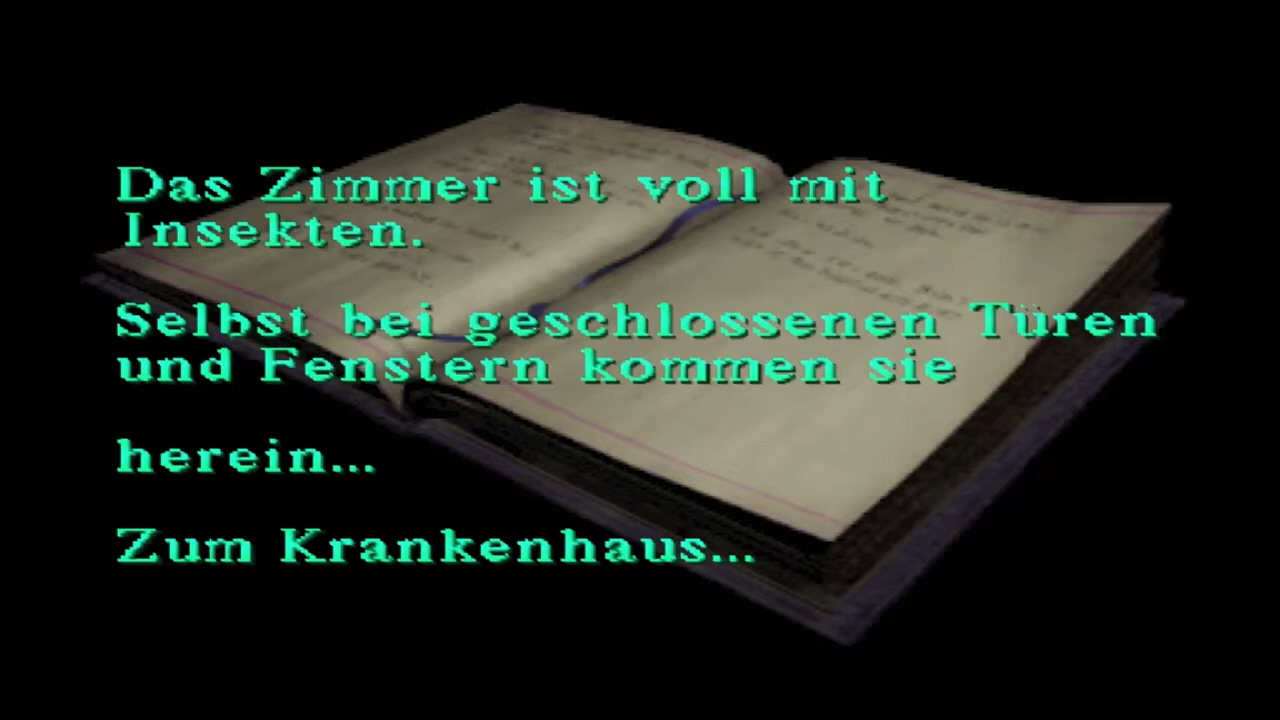 Das Zimmer ist voll mit
Insekten.
Selbst bei geschlossenen Türen
und Fenstern kommen sie
herein...
Zum Krankenhaus...